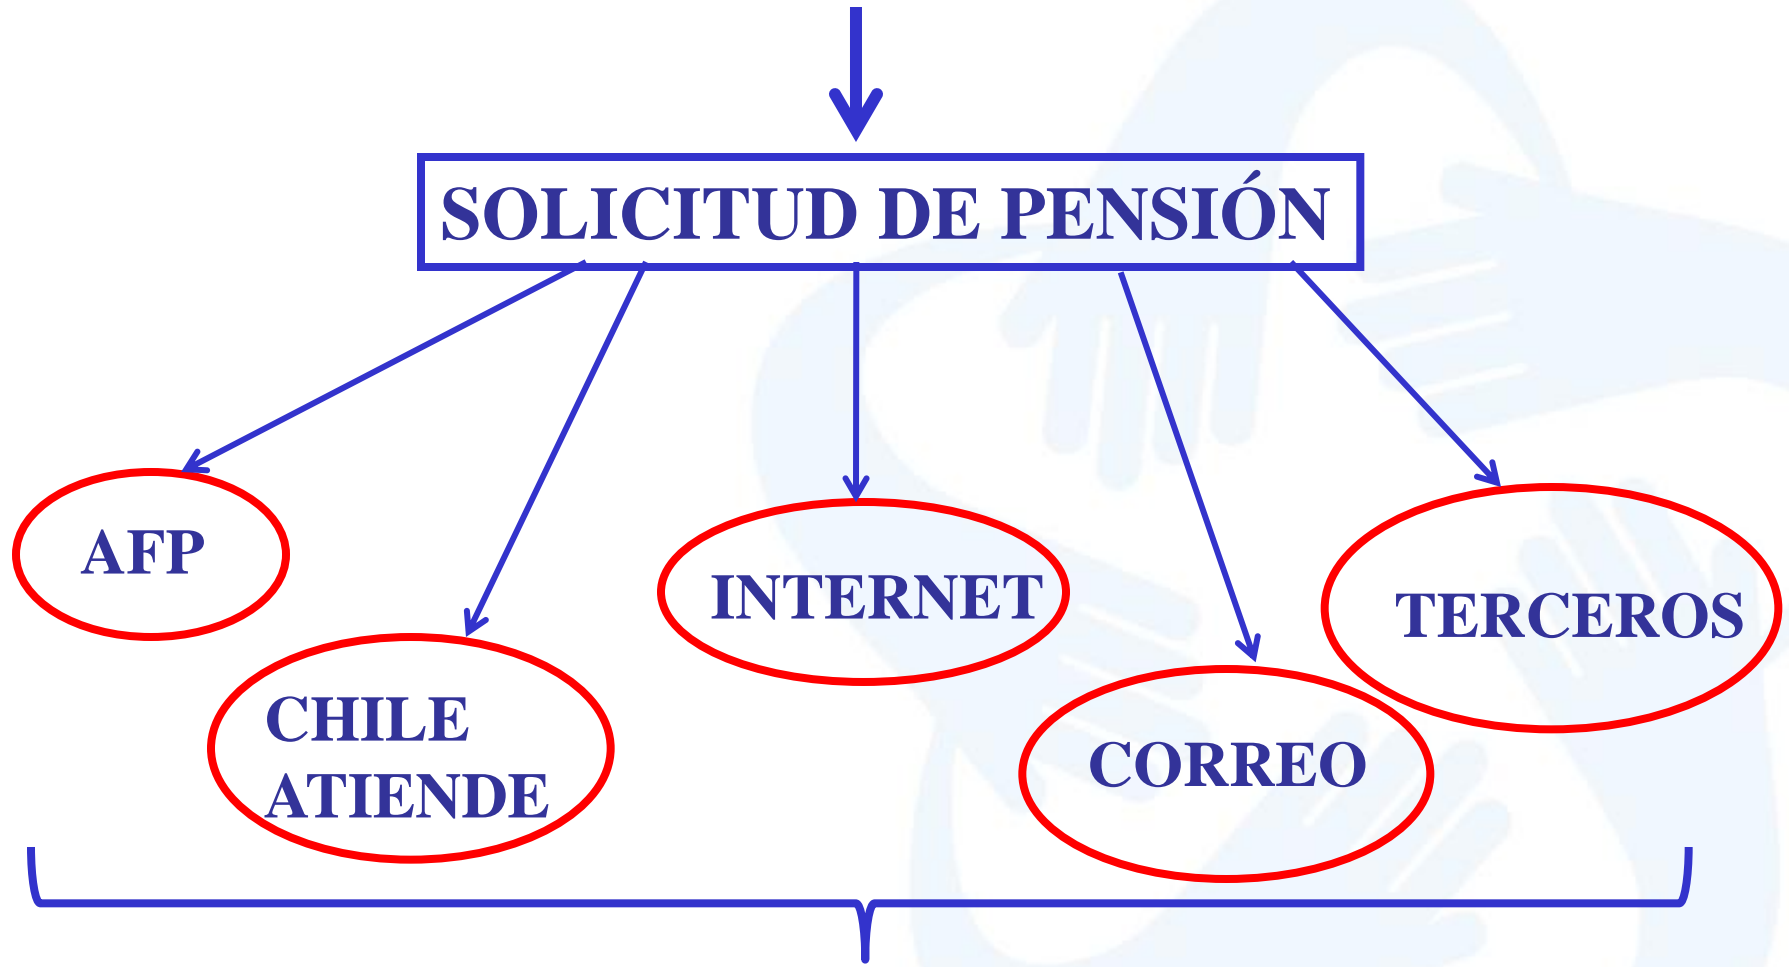 SOLICITUD DE PENSIÓN
AFP
CHILE
ATIENDE
INTERNET
CORREO
TERCEROS